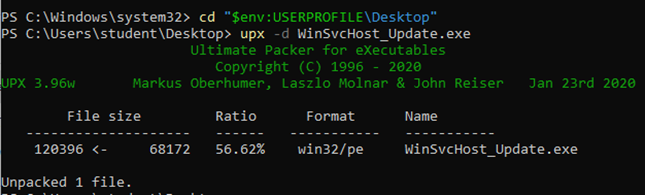 PS C:\Windows\system32> cd "$env:USERPROFILE\Desktop"
PS C:\Users\student\Desktop> upx -d WinSvcHost_Update.exe
Ultimate Packer for eXecutables
Copyright (C) 1996 - 2020
UPX 3.96w Markus Oberhumer, Laszlo Molnar & John Reiser Jan 23rd 2020
File size Ratio Format Name
-------------------- ------ ----------- -----------
120396 <- 68172 56.62% win32/pe WinSvcHost_Update.exe
Unpacked 1 file.